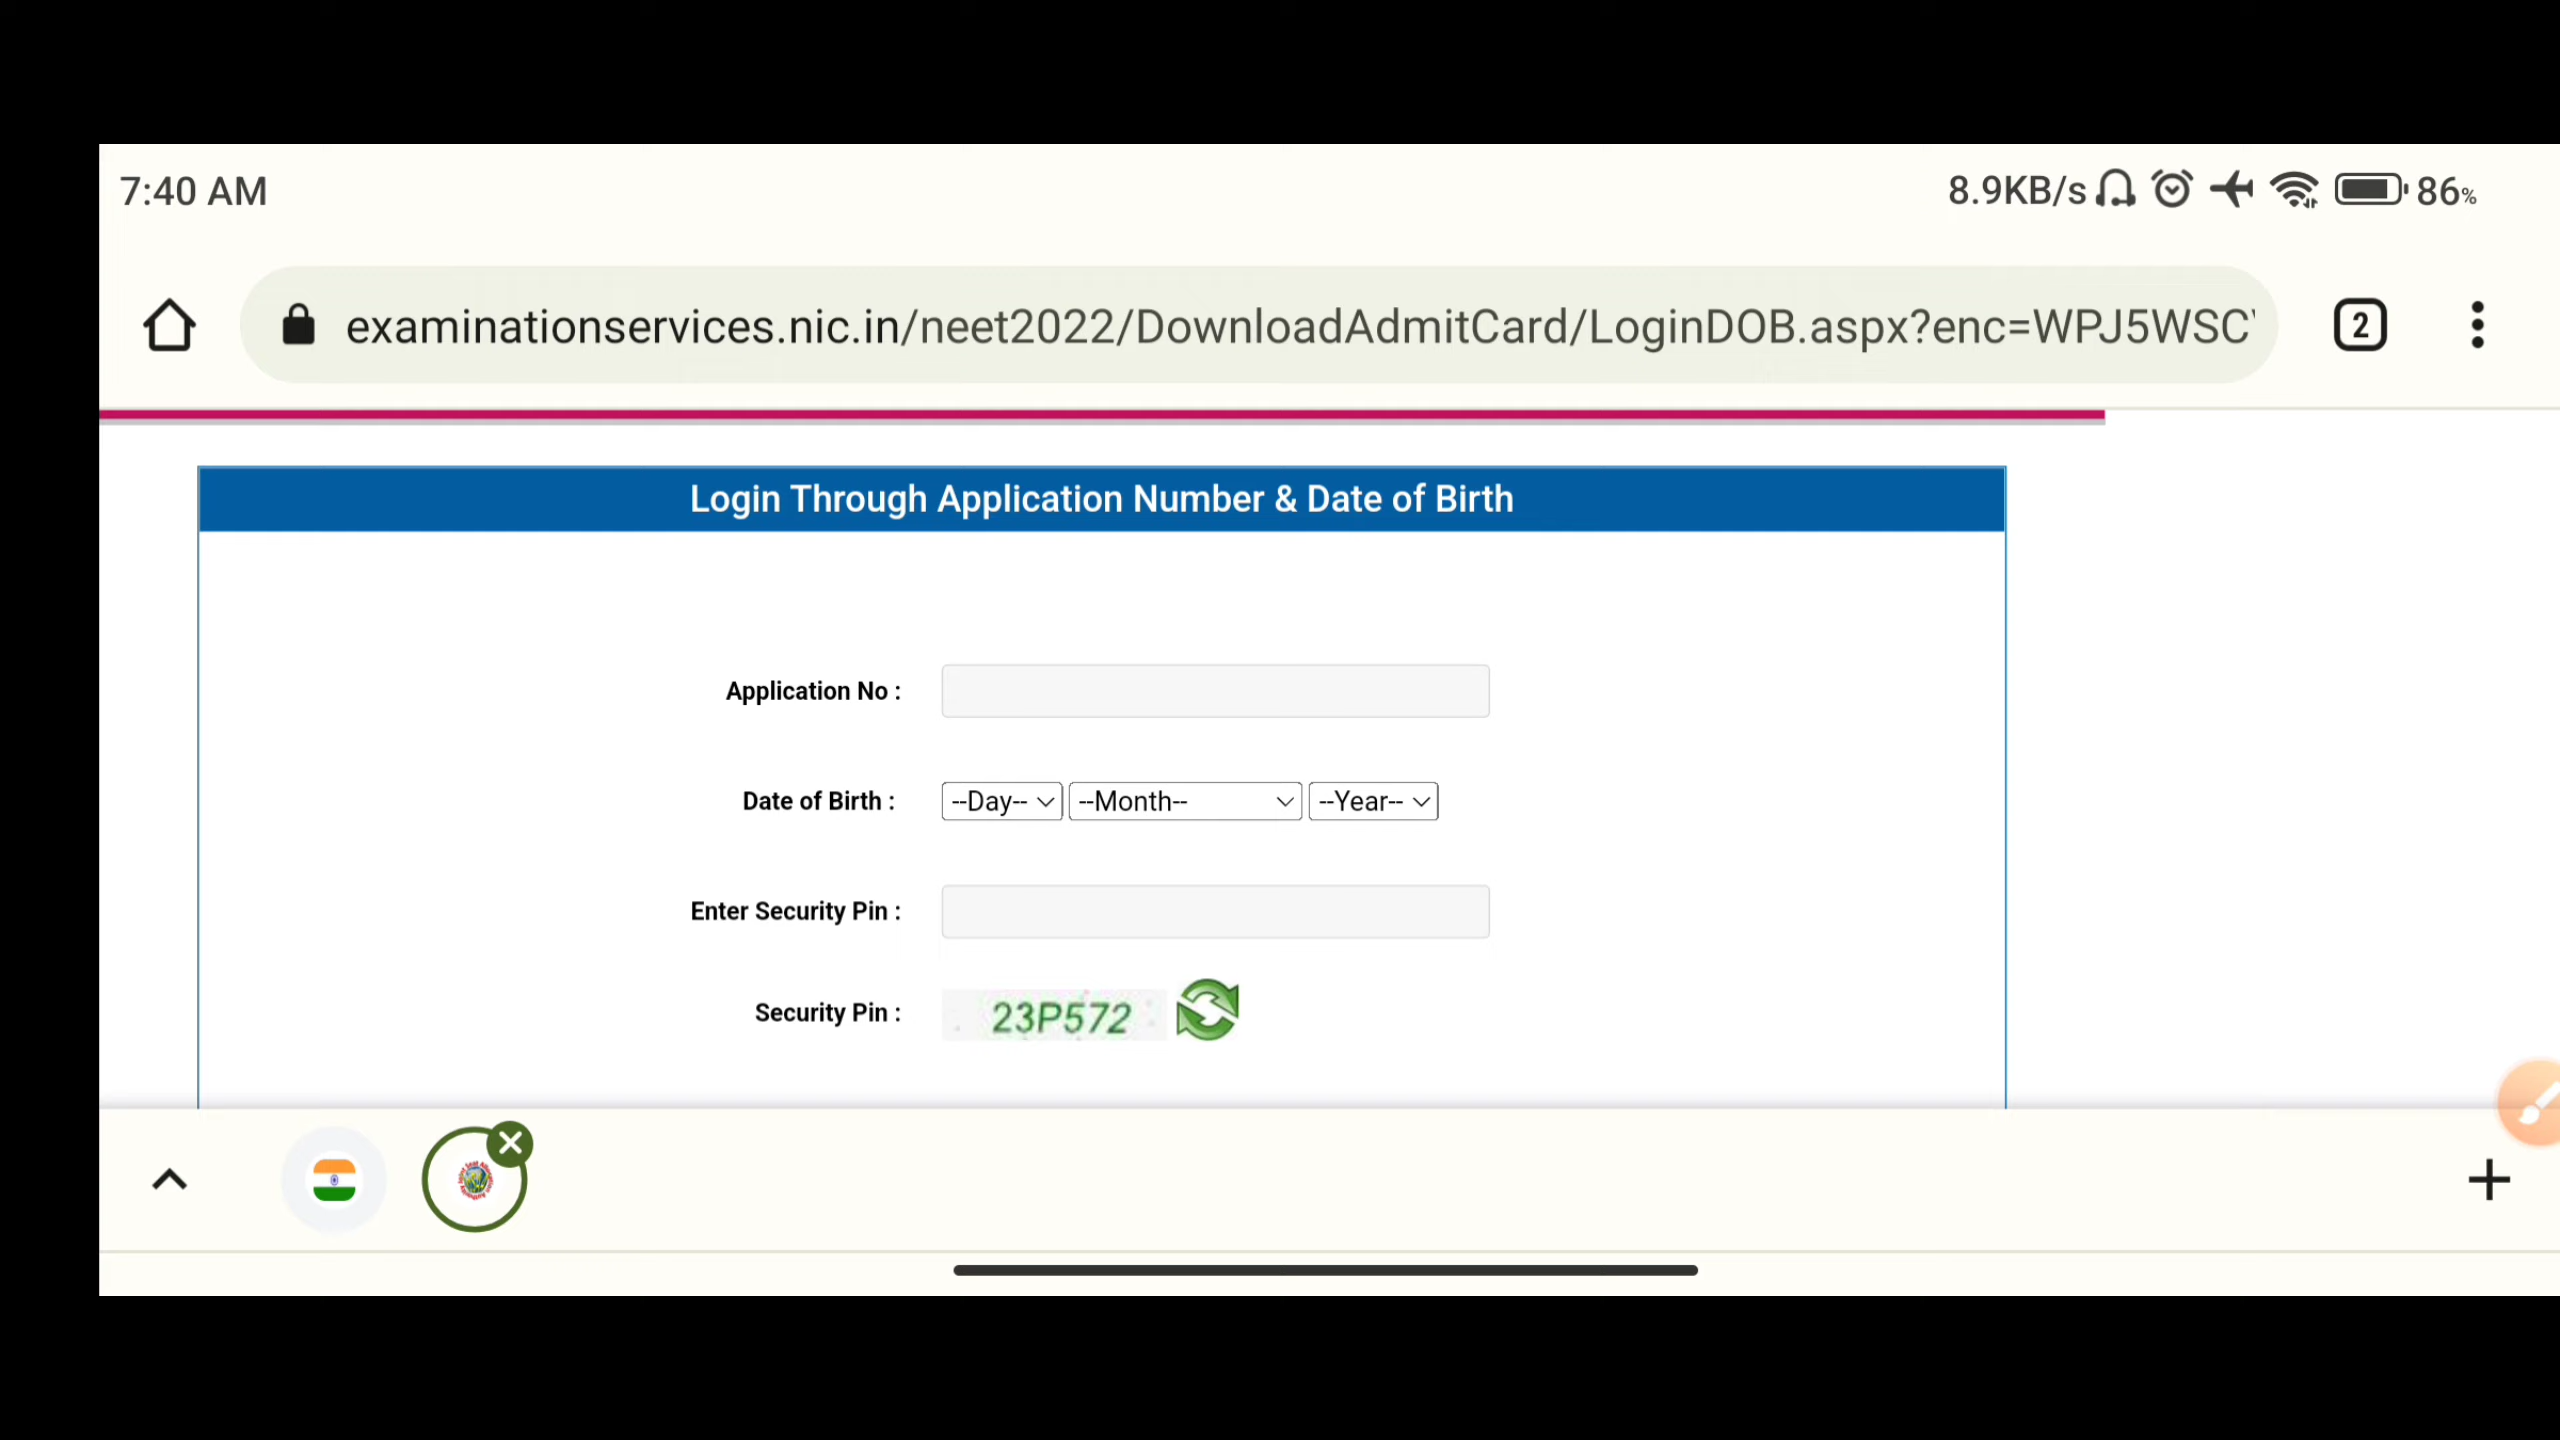 7:40 AM
8.9KB/s 86%
examinationservices.nic.in/neet2022/DownloadAdmitCard/LoginDOB.aspx?enc=WPJ5WSC
2
Login Through Application Number & Date of Birth
Application No :
Date of Birth : --Day-- --Month-- --Year--
Enter Security Pin :
Security Pin : 23P572